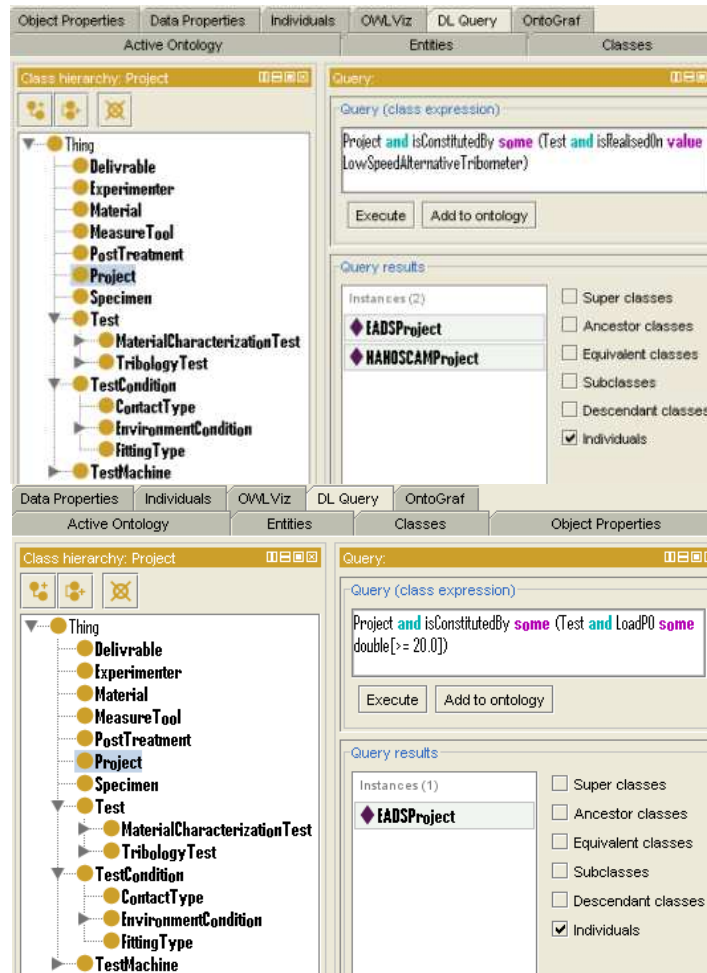 Object Properties Data Properties Individuals OWLViz DL Query OntoGraf
Active Ontology Entities Classes
Class hierarchy: Project
Thing
Delivrable
Experimenter
Material
MeasureTool
PostTreatment
Project
Specimen
Test
MaterialCharacterizationTest
TribologyTest
TestCondition
ContactType
EnvironmentCondition
FittingType
TestMachine
Query:
Query (class expression)
Project and isConstitutedBy some (Test and isRealisedOn value
LowSpeedAlternativeTribometer)
Execute Add to ontology
Query results
Instances (2)
EADSProject
NANOSCAMProject
Super classes
Ancestor classes
Equivalent classes
Subclasses
Descendant classes
Individuals
Data Properties Individuals OWLViz DL Query OntoGraf
Active Ontology Entities Classes Object Properties
Class hierarchy: Project
Thing
Delivrable
Experimenter
Material
MeasureTool
PostTreatment
Project
Specimen
Test
MaterialCharacterizationTest
TribologyTest
TestCondition
ContactType
EnvironmentCondition
FittingType
TestMachine
Query:
Query (class expression)
Project and isConstitutedBy some (Test and LoadP0 some
double[>= 20.0])
Execute Add to ontology
Query results
Instances (1)
EADSProject
Super classes
Ancestor classes
Equivalent classes
Subclasses
Descendant classes
Individuals